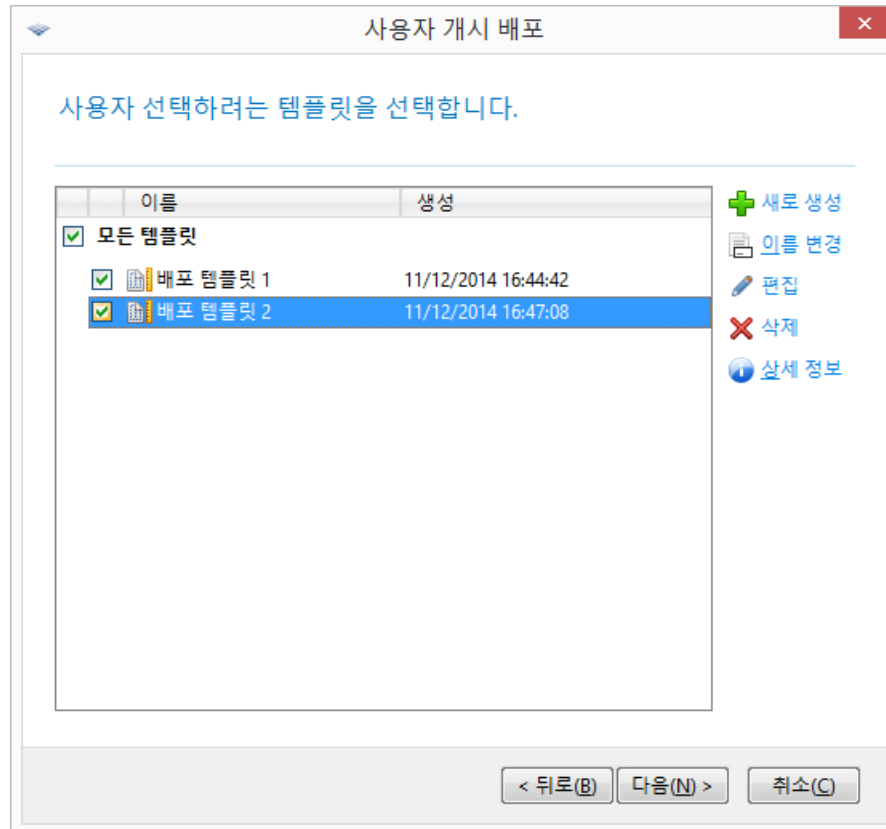 사용자 개시 배포
사용자 선택하려는 템플릿을 선택합니다.
이름 생성
모든 템플릿
배포 템플릿 1 11/12/2014 16:44:42
배포 템플릿 2 11/12/2014 16:47:08
새로 생성
이름 변경
편집
삭제
상세 정보
< 뒤로(B) 다음(N) > 취소(C)